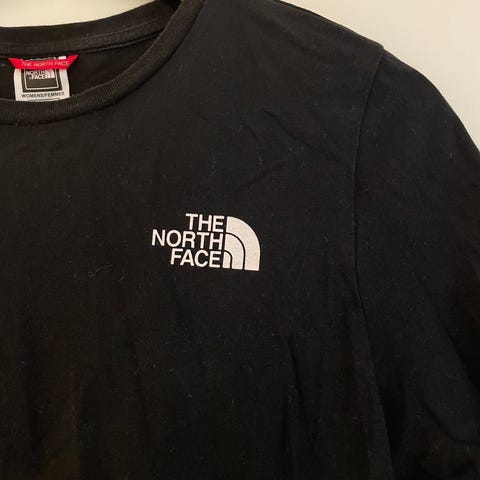 THE NORTH FACE
THE
NORTH
FACE
WOMENS/FEMMES
THE
NORTH
FACE